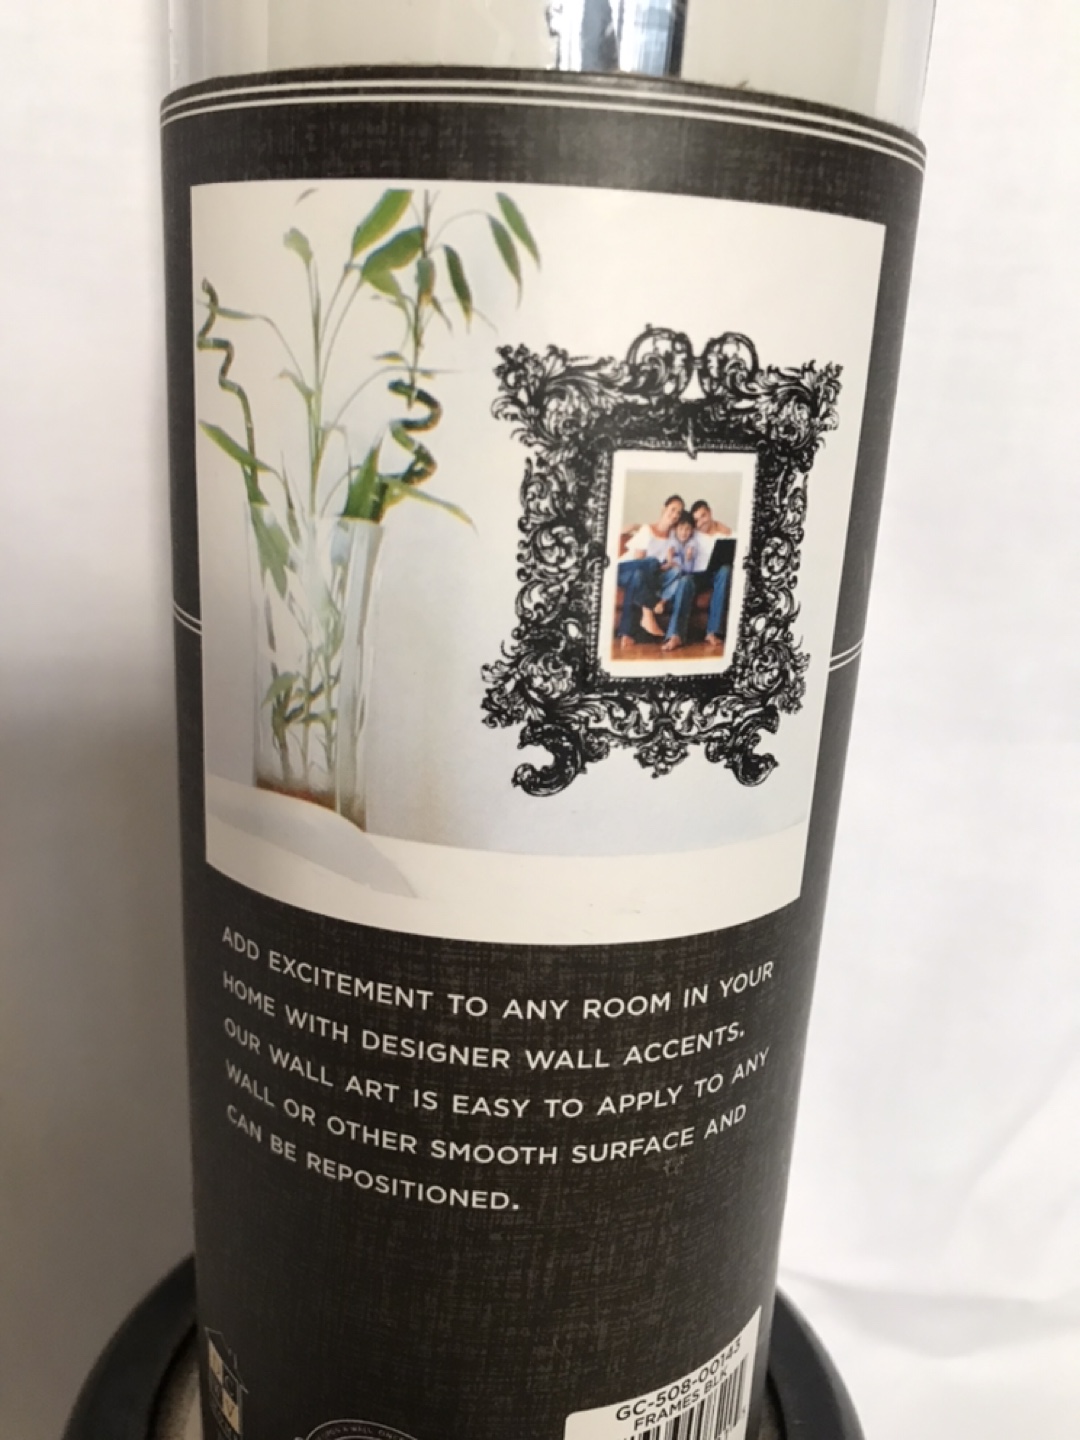 ADD EXCITEMENT TO ANY ROOM IN YOUR
HOME WITH DESIGNER WALL ACCENTS.
OUR WALL ART IS EASY TO APPLY TO ANY
WALL OR OTHER SMOOTH SURFACE AND
CAN BE REPOSITIONED.
GC-508-00143
FRAMES BLK